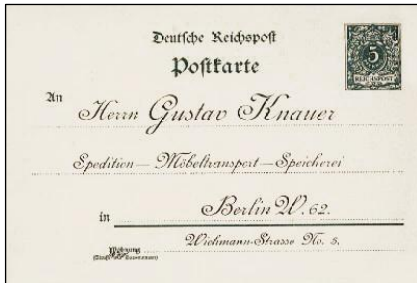 Deutsche Reichspost
Postkarte
5
REICHSPOST
An
Herrn Gustav Knauer
Spedition — Möbeltransport — Speicherei
in Berlin W. 62.
Wichmann-Strasse No. 5.
Wohnung